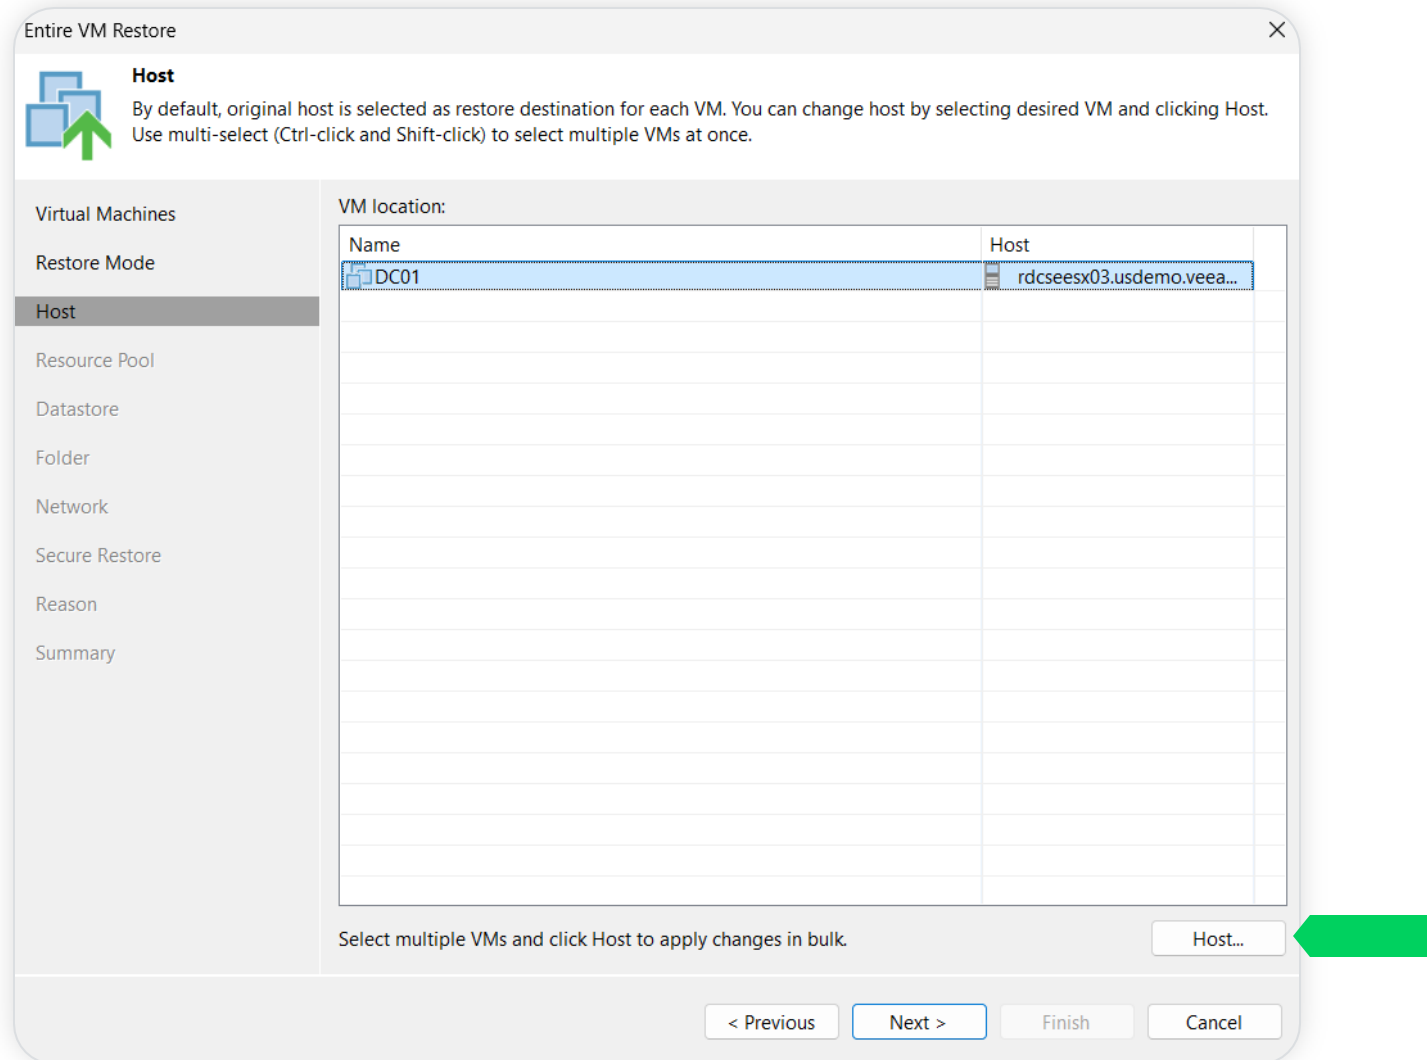 Entire VM Restore
Host
By default, original host is selected as restore destination for each VM. You can change host by selecting desired VM and clicking Host.
Use multi-select (Ctrl-click and Shift-click) to select multiple VMs at once.
Virtual Machines
Restore Mode
Host
Resource Pool
Datastore
Folder
Network
Secure Restore
Reason
Summary
VM location:
Name Host
DC01 rdcseesx03.usdemo.veea...
Select multiple VMs and click Host to apply changes in bulk.
Host...
< Previous Next > Finish Cancel